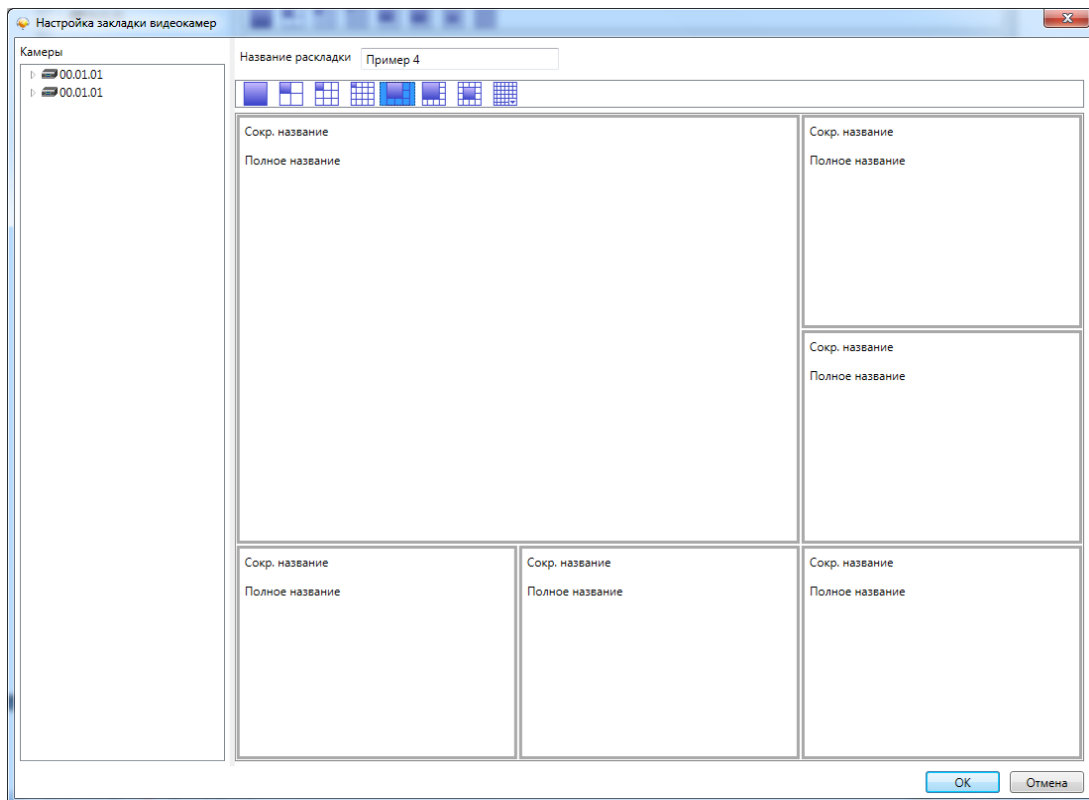 Настройка закладки видеокамер
Камеры
00.01.01
00.01.01
Название раскладки Пример 4
Сокр. название
Полное название
Сокр. название
Полное название
Сокр. название
Полное название
Сокр. название
Полное название
Сокр. название
Полное название
Сокр. название
Полное название
OK Отмена